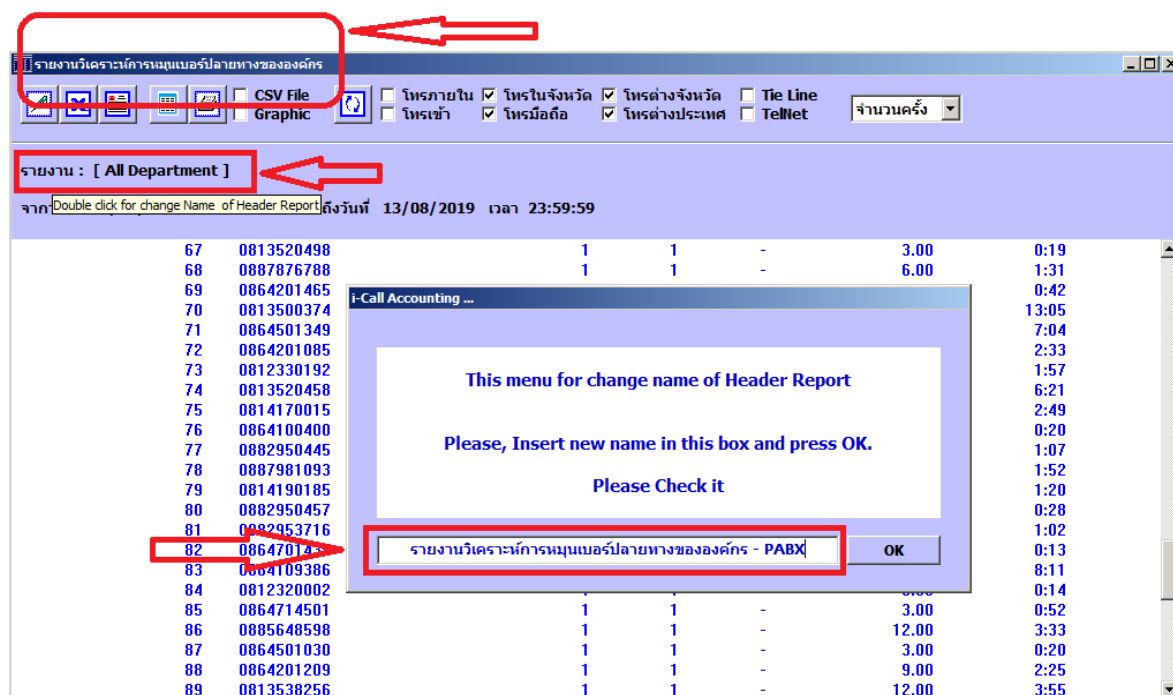 รายงานวิเคราะห์การหมุนเบอร์ปลายทางขององค์กร
CSV File โทรภายใน โทรในจังหวัด โทรต่างจังหวัด Tie Line
Graphic โทรเข้า โทรมือถือ โทรต่างประเทศ TelNet จำนวนครั้ง
รายงาน : [ All Department ]
Double click for change Name of Header Report
จาก ถึงวันที่ 13/08/2019 เวลา 23:59:59
67 0813520498 1 1 - 3.00 0:19
68 0887876788 1 1 - 6.00 1:31
69 0864201465 0:42
70 0813500374 13:05
71 0864501349 7:04
72 0864201085 2:33
73 0812330192 1:57
74 0813520458 6:21
75 0814170015 2:49
76 0864100400 0:20
77 0882950445 1:07
78 0887981093 1:52
79 0814190185 1:20
80 0882950457 0:28
81 0882953716 1:02
82 0:13
83 0864109386 8:11
84 0812320002 0:14
85 0864714501 1 1 - 3.00 0:52
86 0885648598 1 1 - 12.00 3:33
87 0864501030 1 1 - 3.00 0:20
88 0864201209 1 1 - 9.00 2:25
89 0813538256 1 1 - 12.00 3:55
i-Call Accounting ...
This menu for change name of Header Report
Please, Insert new name in this box and press OK.
Please Check it
รายงานวิเคราะห์การหมุนเบอร์ปลายทางขององค์กร - PABX
OK